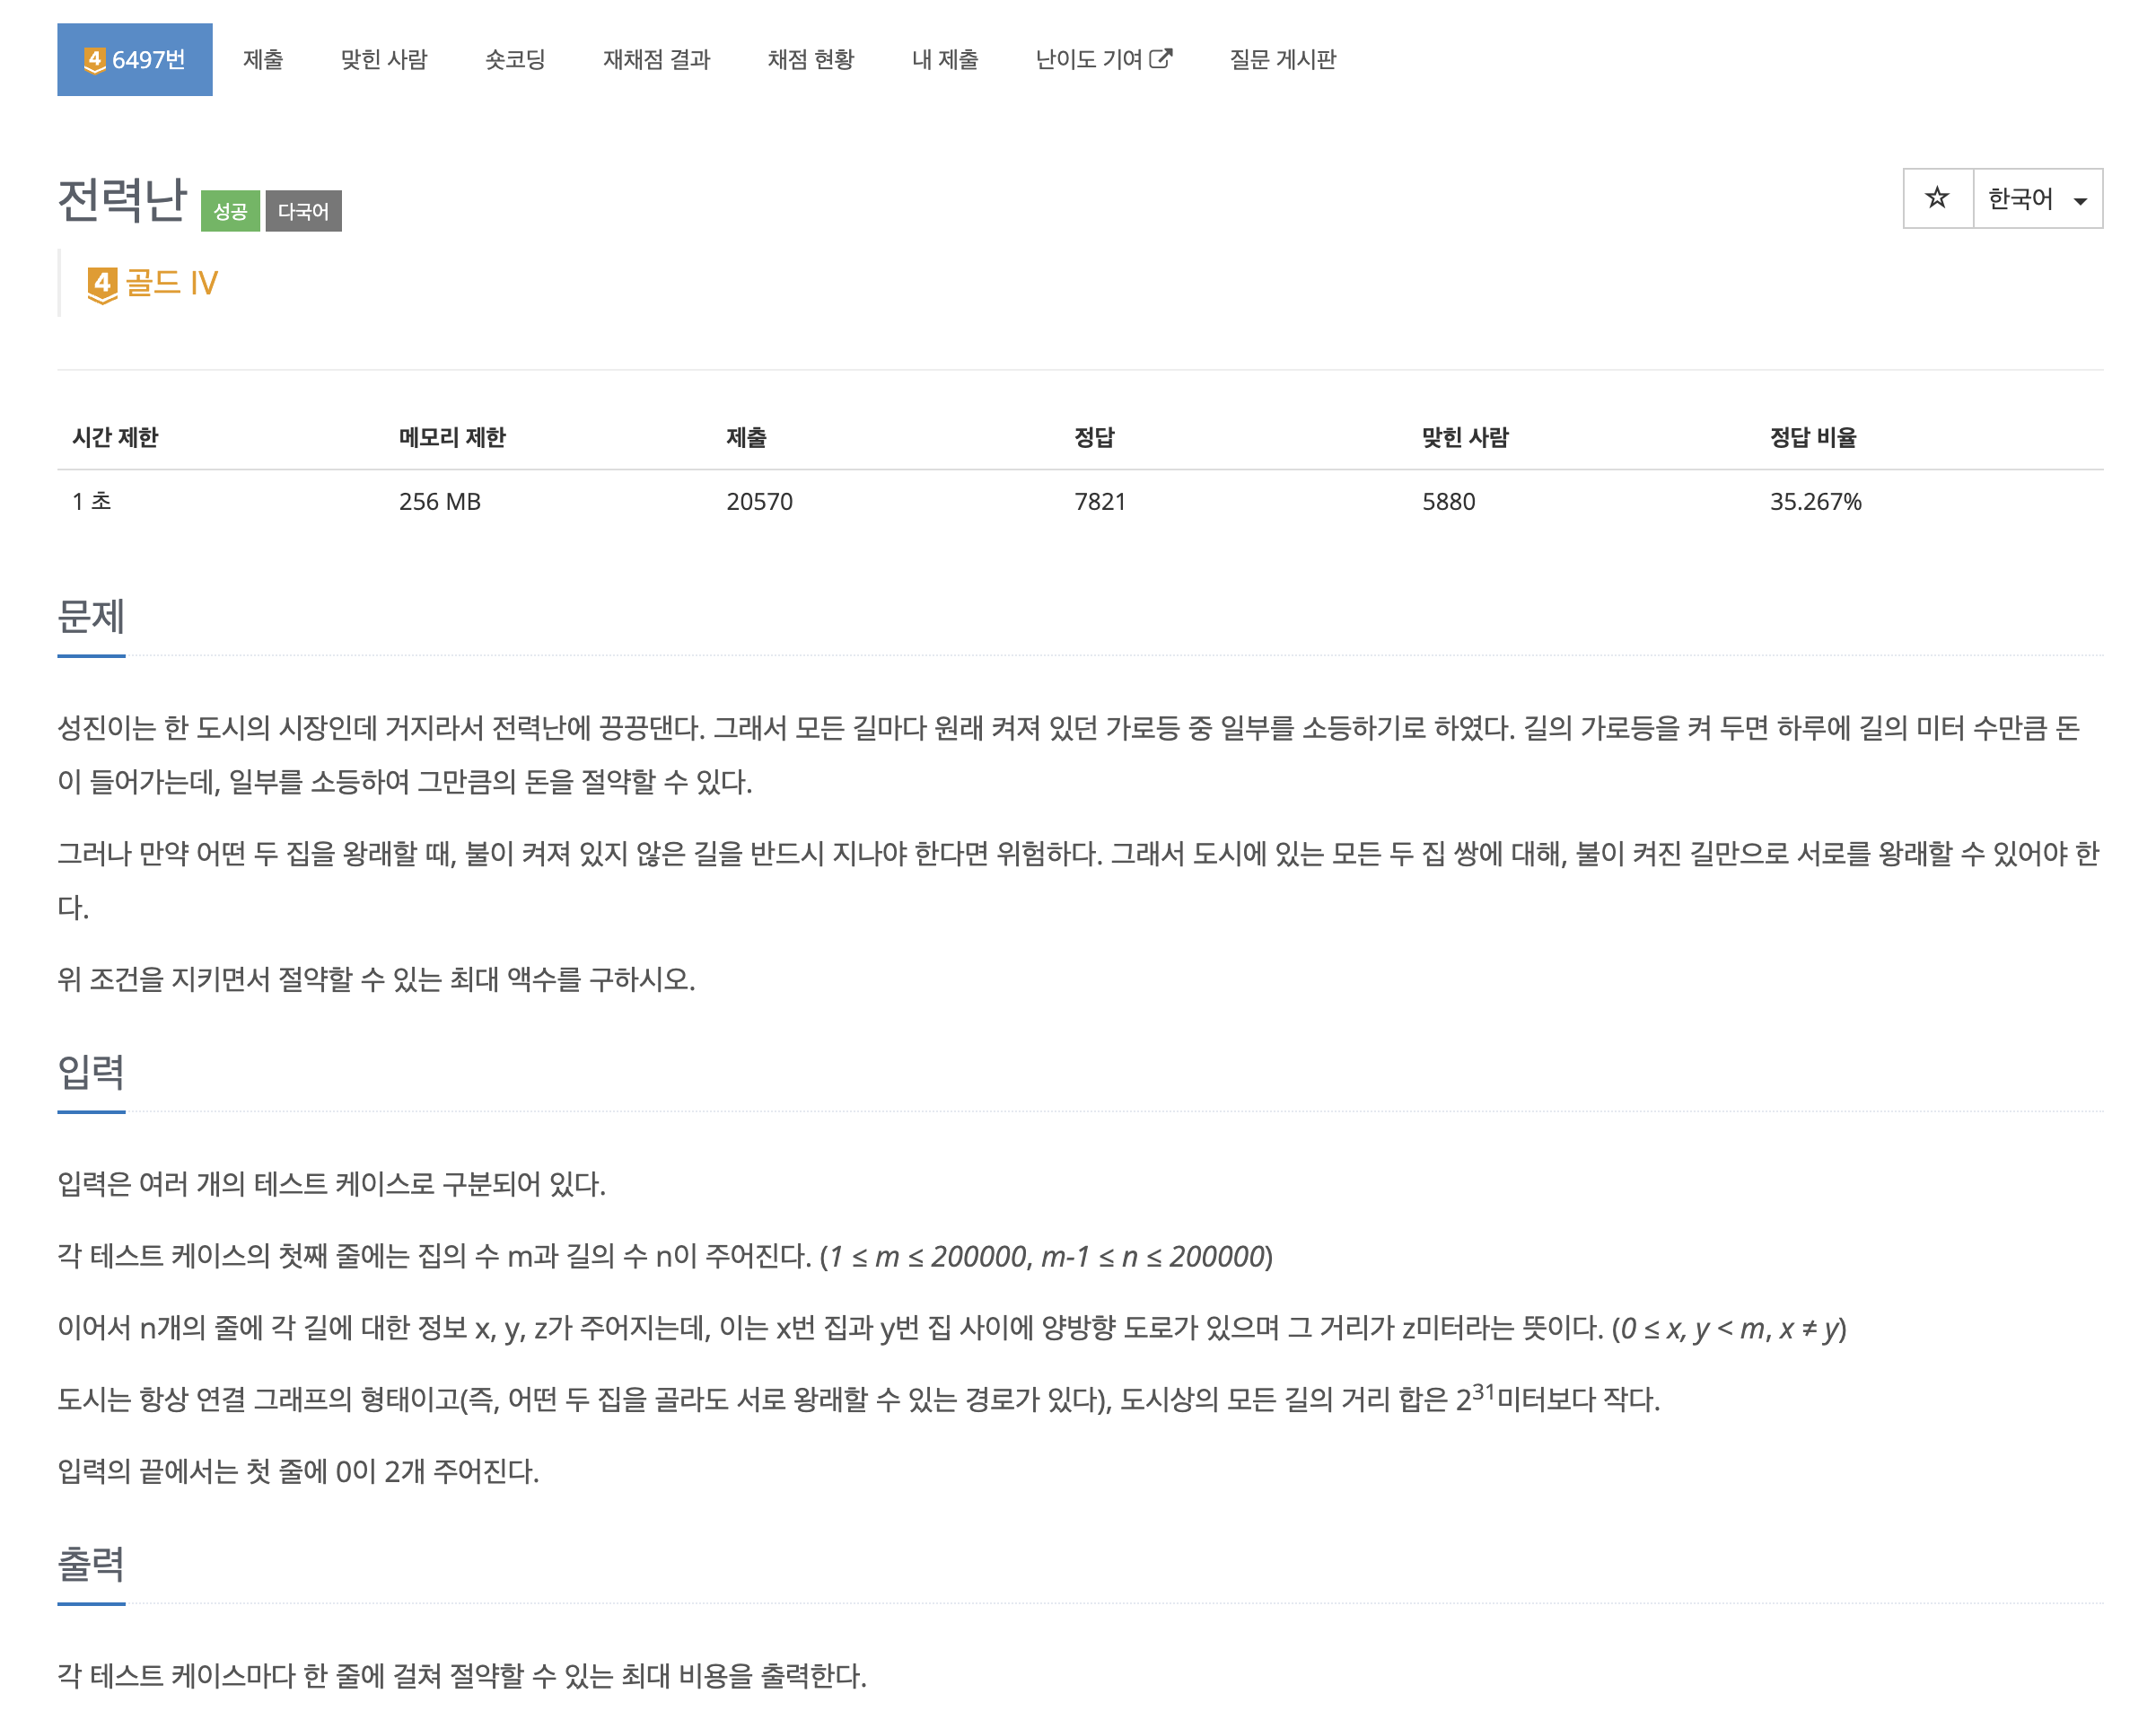 4 6497번 제출 맞힌 사람 숏코딩 재채점 결과 채점 현황 내 제출 난이도 기여 질문 게시판
전력난 성공 다국어 ☆ 한국어
4 골드 IV
시간 제한 메모리 제한 제출 정답 맞힌 사람 정답 비율
1 초 256 MB 20570 7821 5880 35.267%
문제
성진이는 한 도시의 시장인데 거지라서 전력난에 끙끙댄다. 그래서 모든 길마다 원래 켜져 있던 가로등 중 일부를 소등하기로 하였다. 길의 가로등을 켜 두면 하루에 길의 미터 수만큼 돈
이 들어가는데, 일부를 소등하여 그만큼의 돈을 절약할 수 있다.
그러나 만약 어떤 두 집을 왕래할 때, 불이 켜져 있지 않은 길을 반드시 지나야 한다면 위험하다. 그래서 도시에 있는 모든 두 집 쌍에 대해, 불이 켜진 길만으로 서로를 왕래할 수 있어야 한
다.
위 조건을 지키면서 절약할 수 있는 최대 액수를 구하시오.
입력
입력은 여러 개의 테스트 케이스로 구분되어 있다.
각 테스트 케이스의 첫째 줄에는 집의 수 m과 길의 수 n이 주어진다. (1 ≤ m ≤ 200000, m-1 ≤ n ≤ 200000)
이어서 n개의 줄에 각 길에 대한 정보 x, y, z가 주어지는데, 이는 x번 집과 y번 집 사이에 양방향 도로가 있으며 그 거리가 z미터라는 뜻이다. (0 ≤ x, y < m, x ≠ y)
도시는 항상 연결 그래프의 형태이고(즉, 어떤 두 집을 골라도 서로 왕래할 수 있는 경로가 있다), 도시상의 모든 길의 거리 합은 2³¹미터보다 작다.
입력의 끝에서는 첫 줄에 0이 2개 주어진다.
출력
각 테스트 케이스마다 한 줄에 걸쳐 절약할 수 있는 최대 비용을 출력한다.